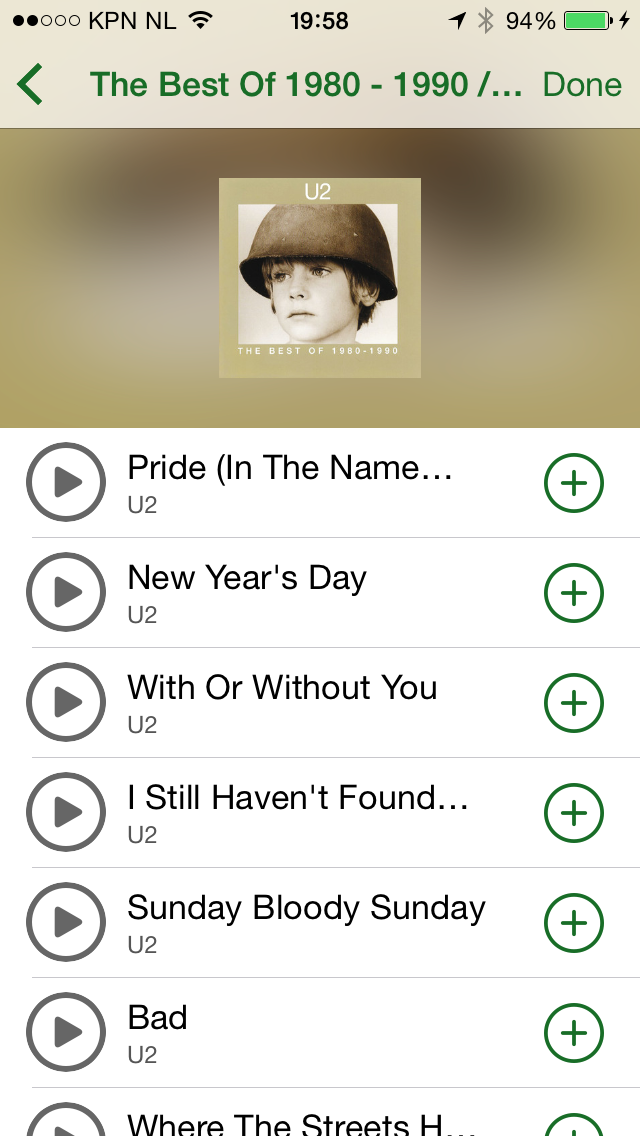 KPN NL 19:58 94%
The Best Of 1980 - 1990 /... Done
U2
THE BEST OF 1980-1990
Pride (In The Name...
U2
New Year's Day
U2
With Or Without You
U2
I Still Haven't Found...
U2
Sunday Bloody Sunday
U2
Bad
U2
Where The Streets H...